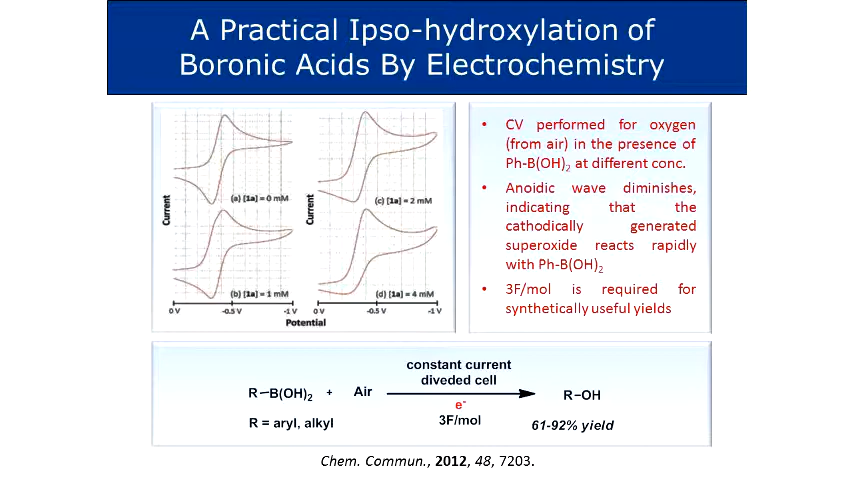 A Practical Ipso-hydroxylation of
Boronic Acids By Electrochemistry
Current
(a) [1a] = 0 mM
(b) [1a] = 1 mM
Current
(c) [1a] = 2 mM
(d) [1a] = 4 mM
0 V
-0.5 V
-1 V
0 V
-0.5 V
-1 V
Potential
• CV performed for oxygen
(from air) in the presence of
Ph-B(OH)2 at different conc.
• Anoidic wave diminishes,
indicating that the
cathodically generated
superoxide reacts rapidly
with Ph-B(OH)2
• 3F/mol is required for
synthetically useful yields
constant current
diveded cell
R–B(OH)2 + Air
e-
3F/mol
R–OH
R = aryl, alkyl
61-92% yield
Chem. Commun., 2012, 48, 7203.